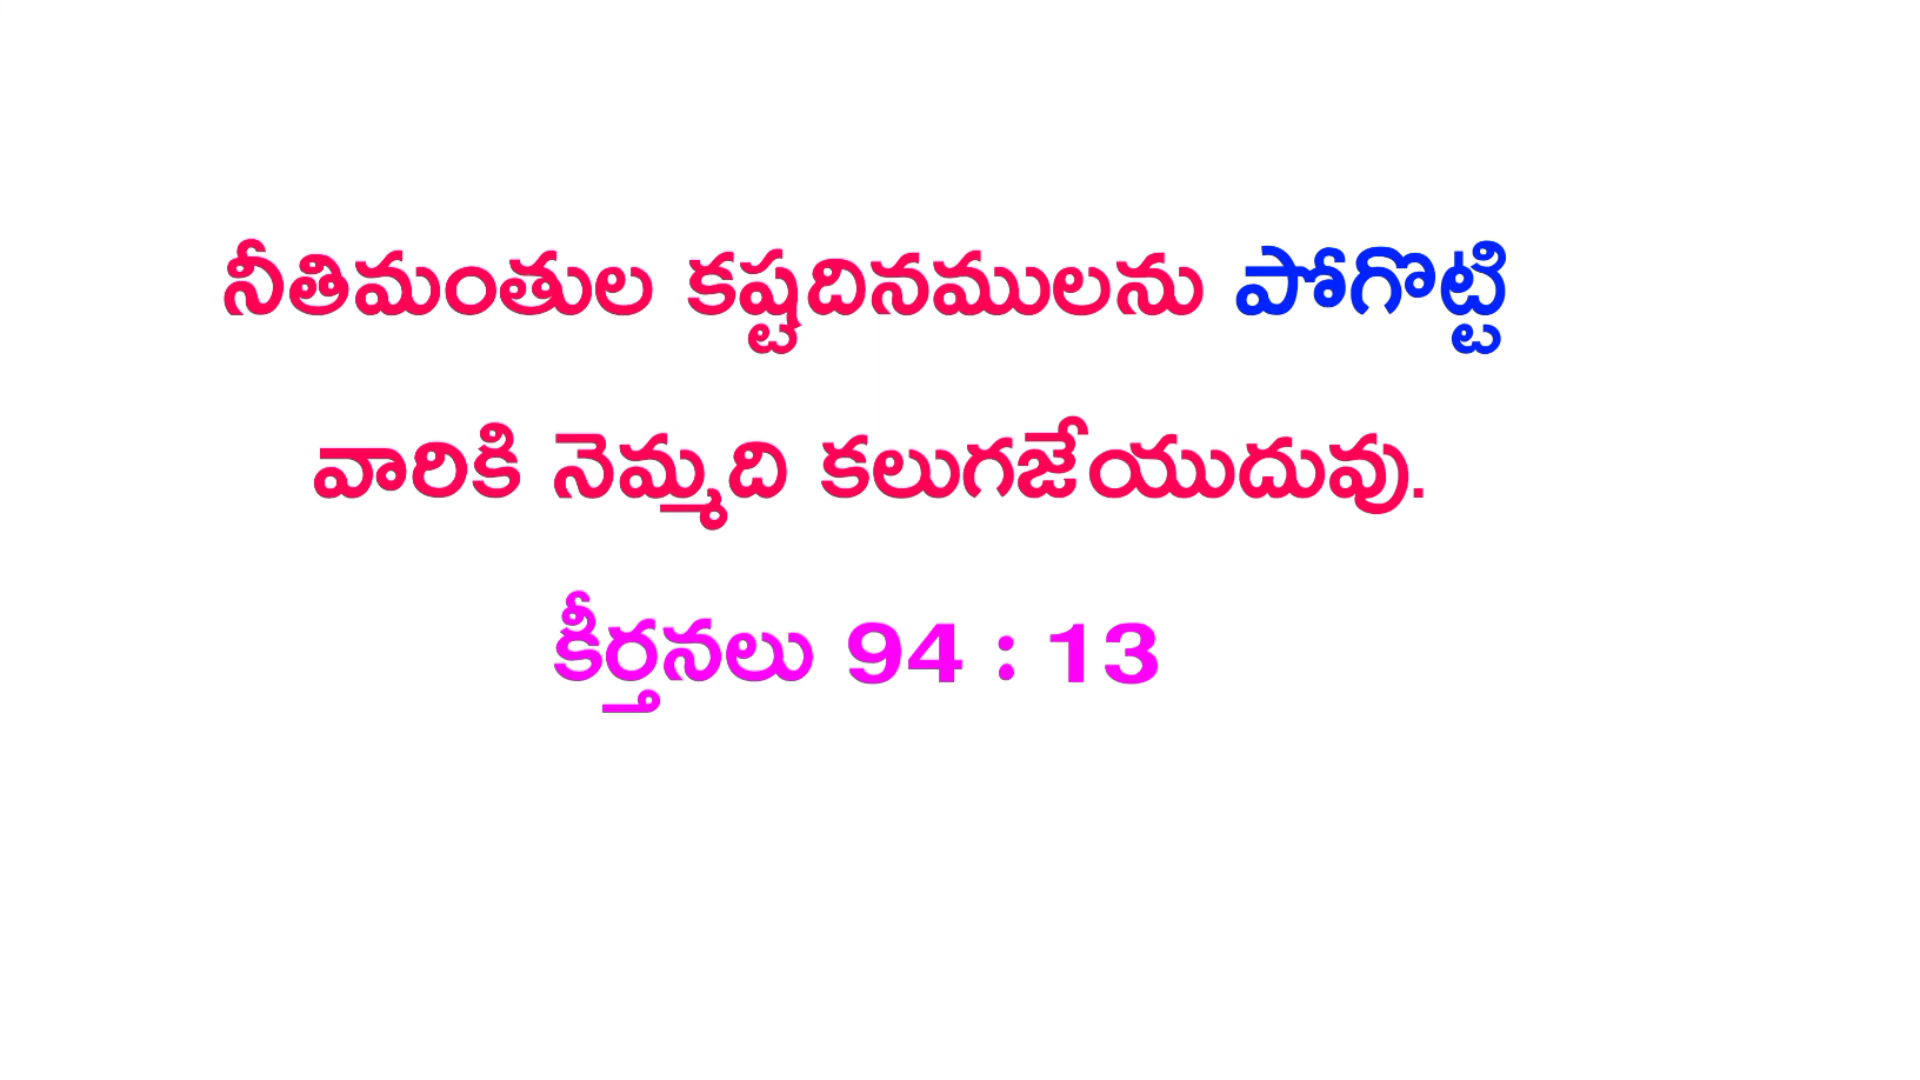 నీతిమంతుల కష్టదినములను పోగొట్టి
వారికి నెమ్మది కలుగజేయుదువు.
కీర్తనలు 94 : 13